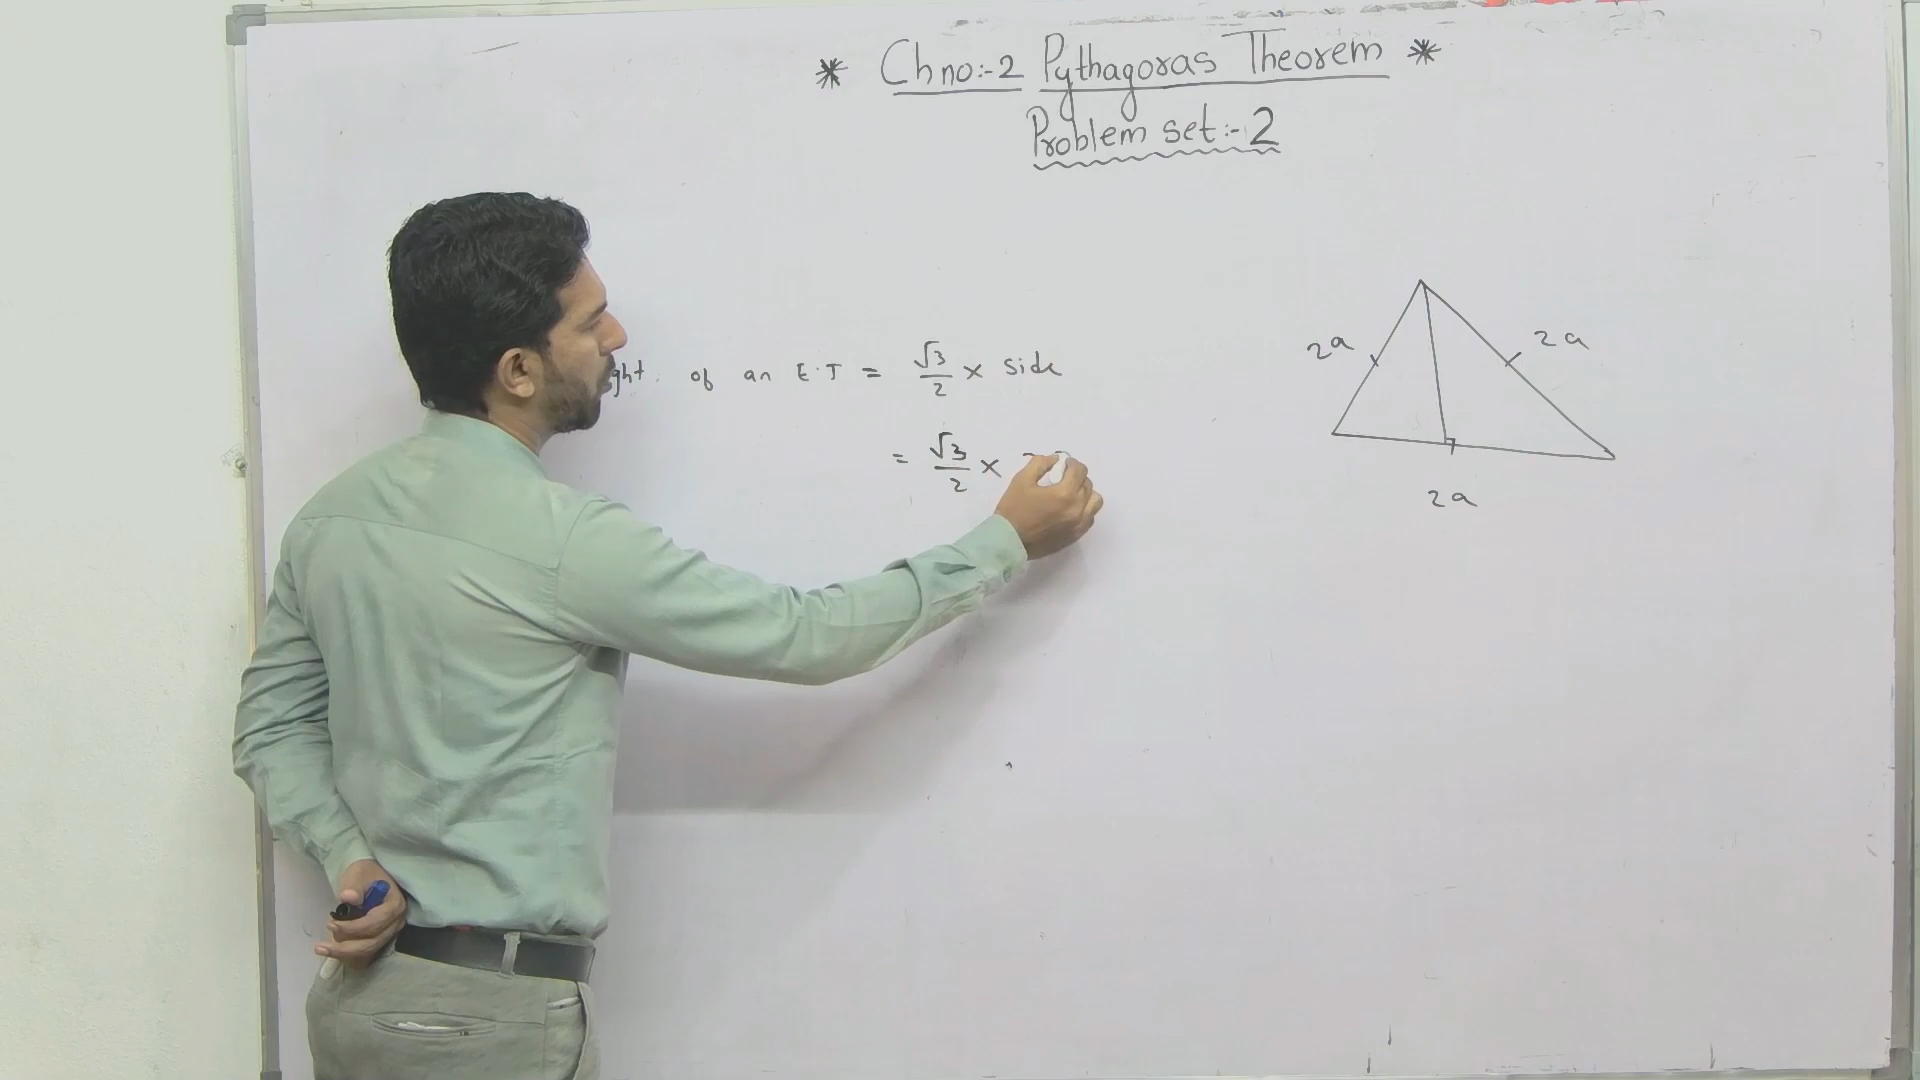 * Ch no:-2 Pythagoras Theorem *
Problem set:- 2
ght. of an E.T = √3/2 × side
= √3/2 ×
2a
2a
2a